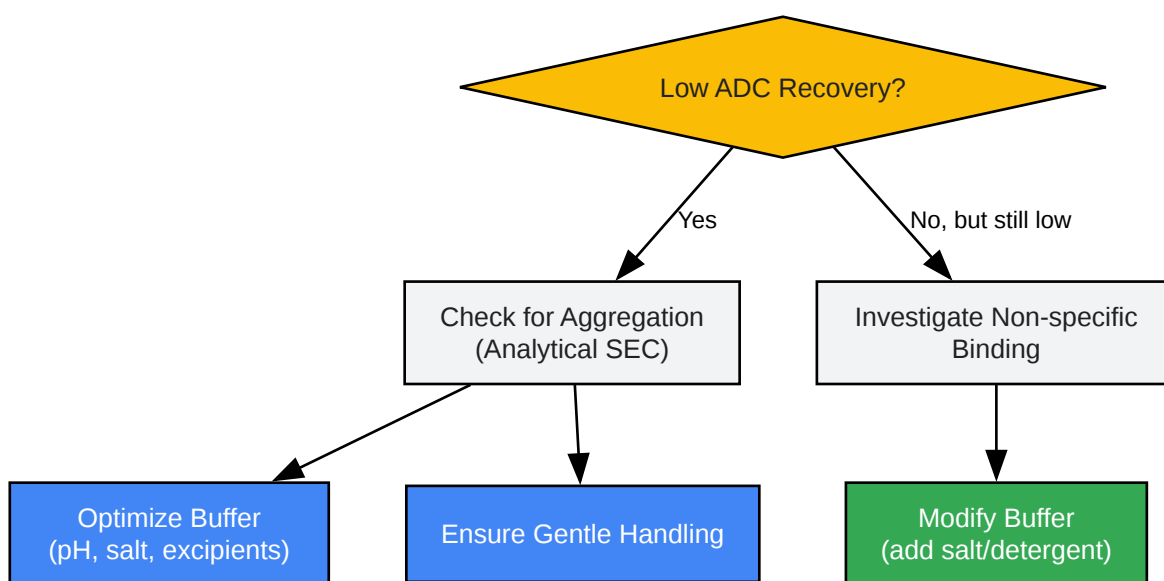 Low ADC Recovery?
Yes
No, but still low
Check for Aggregation
(Analytical SEC)
Investigate Non-specific
Binding
Optimize Buffer
(pH, salt, excipients)
Ensure Gentle Handling
Modify Buffer
(add salt/detergent)